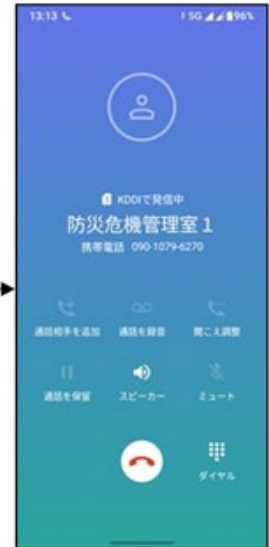 13:13
5G 96%
KDDIで発信中
防災危機管理室1
携帯電話 090-1079-6270
通話相手を追加 通話を録音 聞こえ調整
通話を保留 スピーカー ミュート
ダイヤル